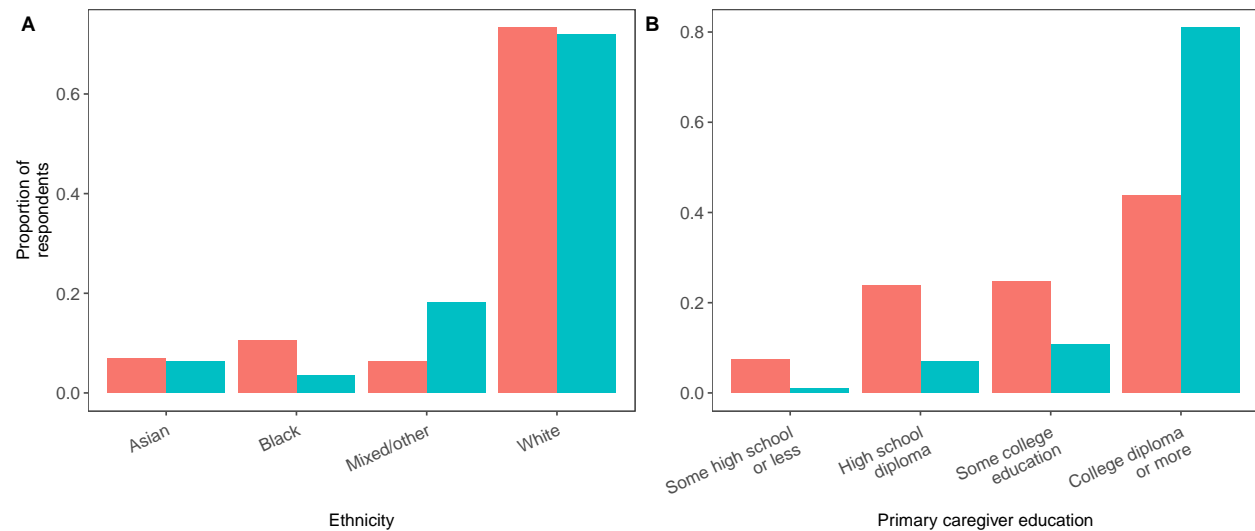 A
Proportion of
respondents
0.6
0.4
0.2
0.0
Asian
Black
Mixed/other
White
Ethnicity
B
0.8
0.6
0.4
0.2
0.0
Some high school
or less
High school
diploma
Some college
education
College diploma
or more
Primary caregiver education